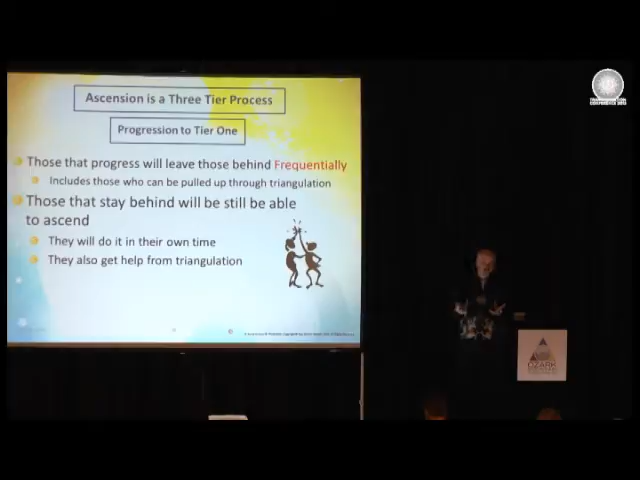 Ascension is a Three Tier Process
Progression to Tier One
Those that progress will leave those behind Frequentially
Includes those who can be pulled up through triangulation
Those that stay behind will be still be able
to ascend
They will do it in their own time
They also get help from triangulation
OZARK